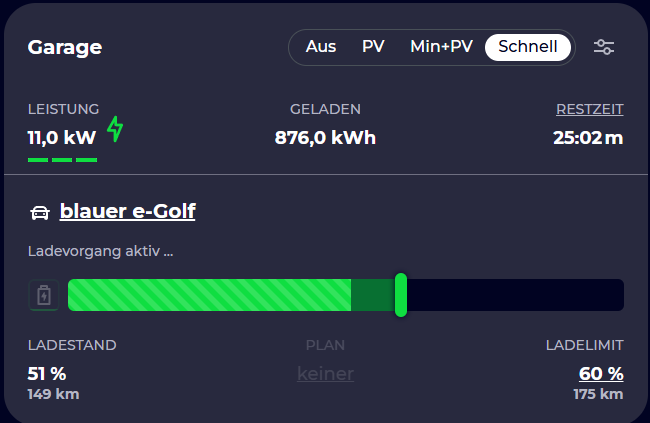 Garage Aus PV Min+PV Schnell
LEISTUNG GELADEN RESTZEIT
11,0 kW 876,0 kWh 25:02 m
blauer e-Golf
Ladevorgang aktiv ...
LADESTAND PLAN LADELIMIT
51 % keiner 60 %
149 km 175 km